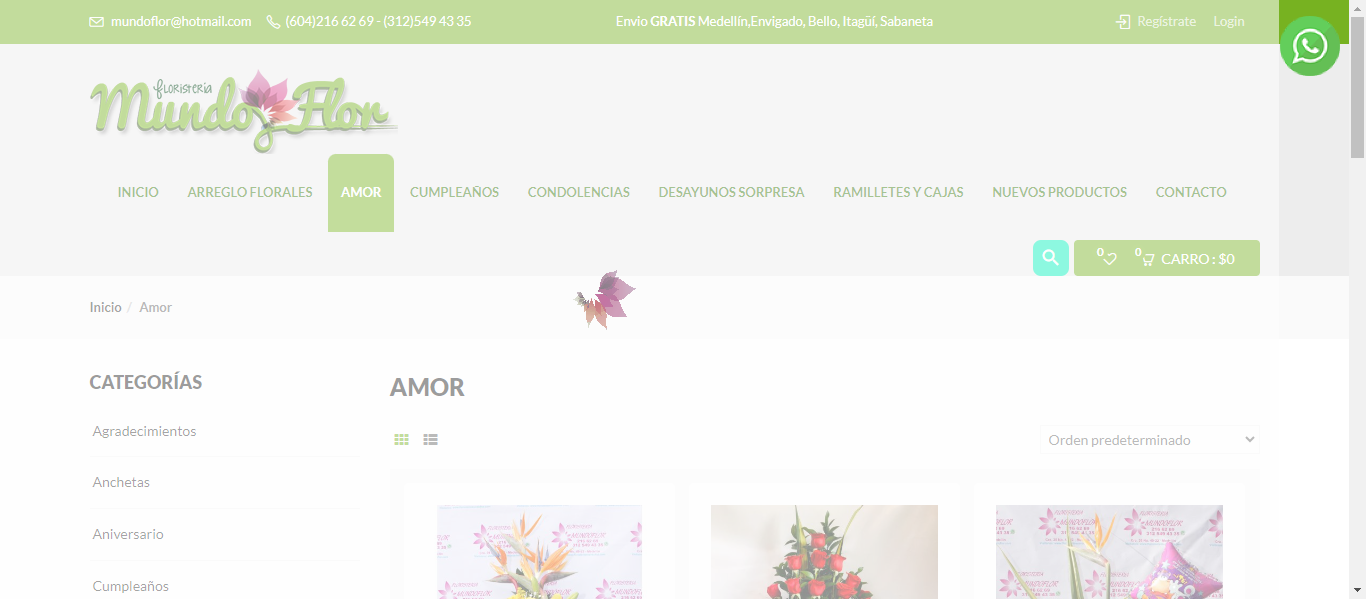 mundoflor@hotmail.com (604)216 62 69 - (312)549 43 35 Envio GRATIS Medellín,Envigado, Bello, Itagüí, Sabaneta Regístrate Login
floristería
Mundo Flor
INICIO ARREGLO FLORALES AMOR CUMPLEAÑOS CONDOLENCIAS DESAYUNOS SORPRESA RAMILLETES Y CAJAS NUEVOS PRODUCTOS CONTACTO
0 0 CARRO : $0
Inicio / Amor
CATEGORÍAS
Agradecimientos
Anchetas
Aniversario
Cumpleaños
AMOR
Orden predeterminado